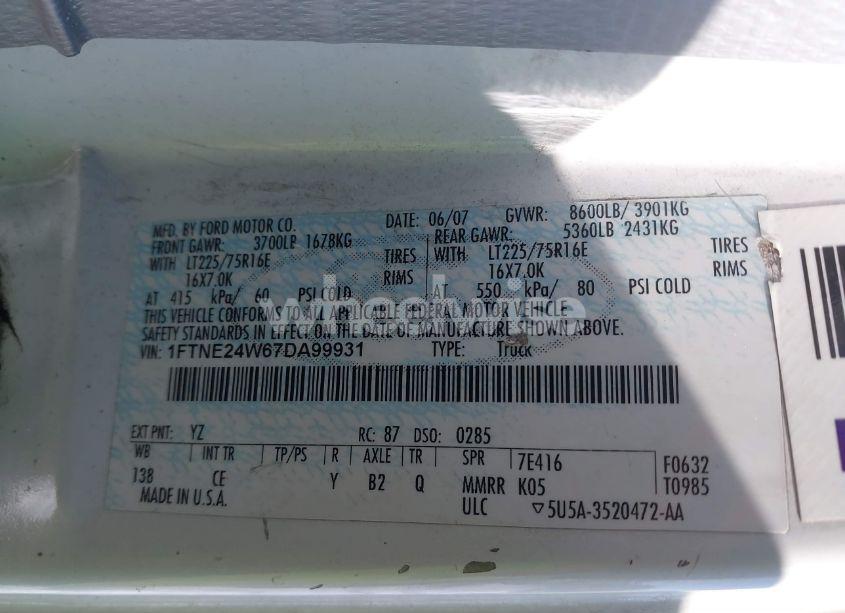 MFD. BY FORD MOTOR CO. DATE: 06/07 GVWR: 8600LB/ 3901KG
FRONT GAWR: 3700LB 1678KG REAR GAWR: 5360LB 2431KG
WITH LT225/75R16E TIRES WITH LT225/75R16E TIRES
16X7.0K RIMS 16X7.0K RIMS
AT 415 kPa/ 60 PSI COLD AT 550 kPa/ 80 PSI COLD
THIS VEHICLE CONFORMS TO ALL APPLICABLE FEDERAL MOTOR VEHICLE
SAFETY STANDARDS IN EFFECT ON THE DATE OF MANUFACTURE SHOWN ABOVE.
VIN: 1FTNE24W67DA99931 TYPE: Truck
EXT PNT: YZ RC: 87 DSO: 0285
WB INT TR TP/PS R AXLE TR SPR 7E416 F0632
138 CE Y B2 Q MMRR K05 T0985
MADE IN U.S.A. ULC ▽5U5A-3520472-AA